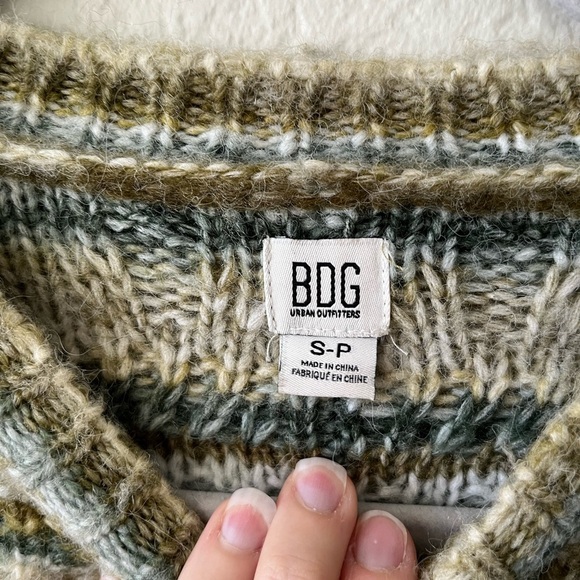 BDG
URBAN OUTFITTERS
S-P
MADE IN CHINA
FABRIQUÉ EN CHINE